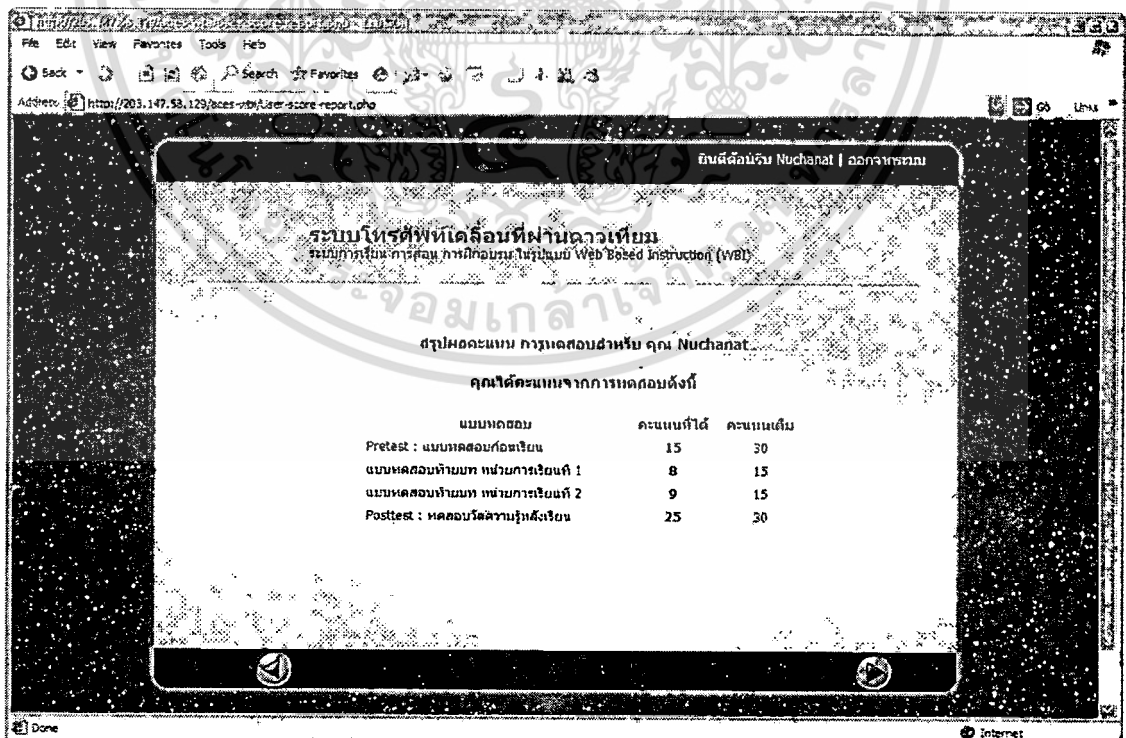 File Edit View Favorites Tools Help
Back Search Favorites
Address http://203.147.58.129/aces-wbi/User-score-report.php Go Links
ยินดีต้อนรับ Nuchanat | ออกจากระบบ
ระบบโทรศัพท์เคลื่อนที่ผ่านดาวเทียม
ระบบการเรียน การสอน การฝึกอบรม ในรูปแบบ Web Based Instruction (WBI)
จอมเกล้าเจ้าคุณ
สรุปผลคะแนน การทดสอบสำหรับ คุณ Nuchanat
คุณได้คะแนนจากการทดสอบดังนี้
แบบทดสอบ คะแนนที่ได้ คะแนนเต็ม
Pretest : แบบทดสอบก่อนเรียน 15 30
แบบทดสอบท้ายบท หน่วยการเรียนที่ 1 8 15
แบบทดสอบท้ายบท หน่วยการเรียนที่ 2 9 15
Posttest : ทดสอบวัดความรู้หลังเรียน 25 30
Done Internet